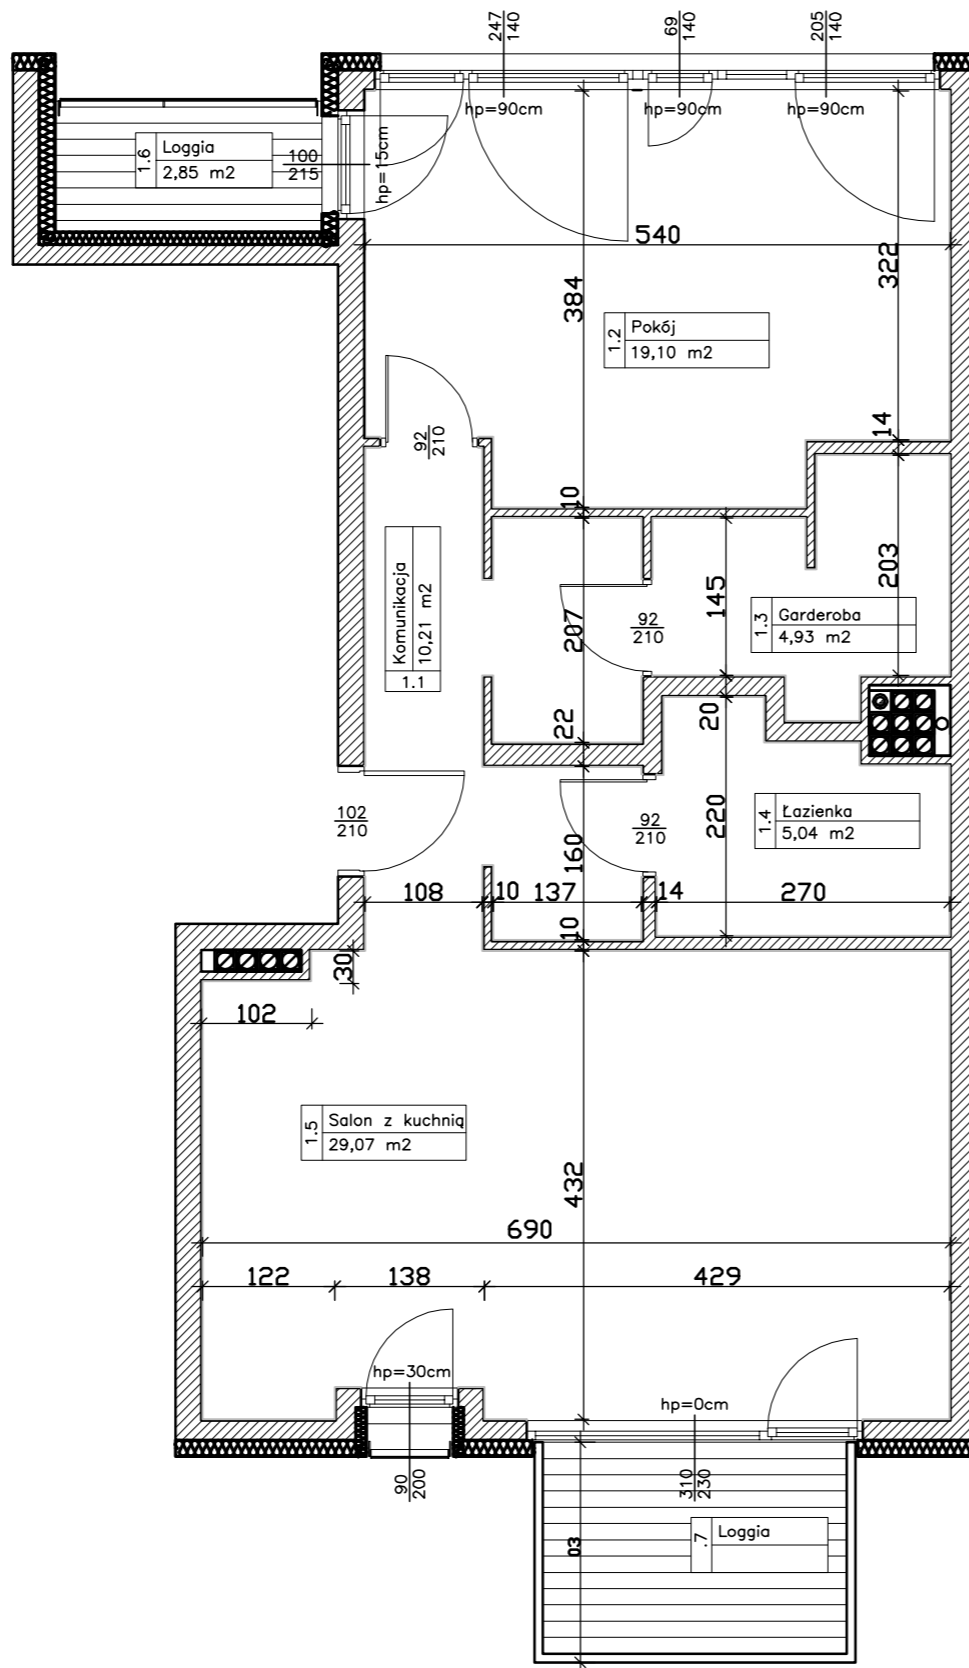 247
140
69
140
205
140
hp=90cm
hp=90cm
hp=90cm
1.6
Loggia
2,85 m2
100
215
hp=15cm
540
384
322
1.2
Pokój
19,10 m2
92
210
14
10
Komunikacja
10,21 m2
1.1
207
92
210
145
203
1.3
Garderoba
4,93 m2
22
20
102
210
160
92
210
220
1.4
Łazienka
5,04 m2
108
10
137
14
270
10
30
102
1.5
Salon z kuchnią
29,07 m2
432
690
122
138
429
hp=30cm
hp=0cm
90
200
310
230
.7
Loggia
03